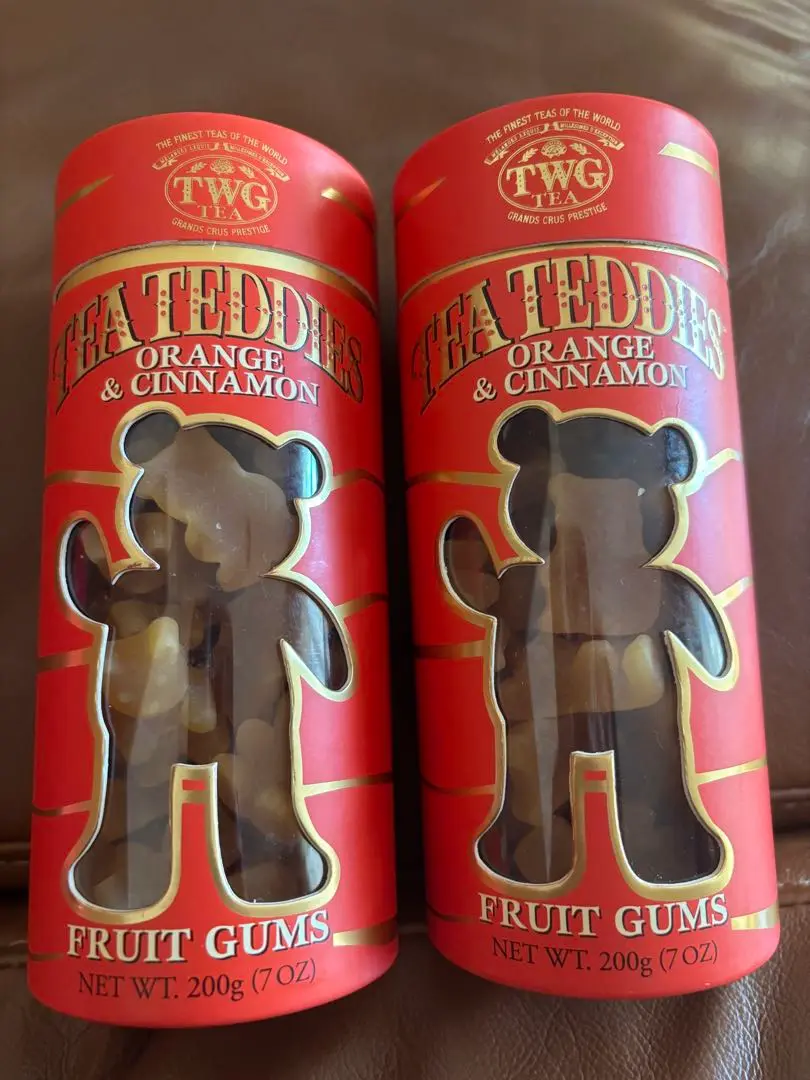 THE FINEST TEAS OF THE WORLD
TWG
TEA
GRANDS CRUS PRESTIGE
TEA TEDDIES
ORANGE
& CINNAMON
FRUIT GUMS
NET WT. 200g (7 OZ)
THE FINEST TEAS OF THE WORLD
TWG
TEA
GRANDS CRUS PRESTIGE
TEA TEDDIES
ORANGE
& CINNAMON
FRUIT GUMS
NET WT. 200g (7 OZ)